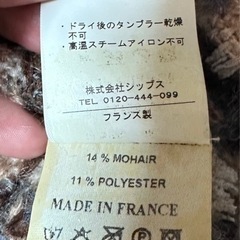 ・ドライ後のタンブラー乾燥
不可
・高温スチームアイロン不可
株式会社シップス
TEL 0120-444-099
フランス製
14 % MOHAIR
11 % POLYESTER
MADE IN FRANCE